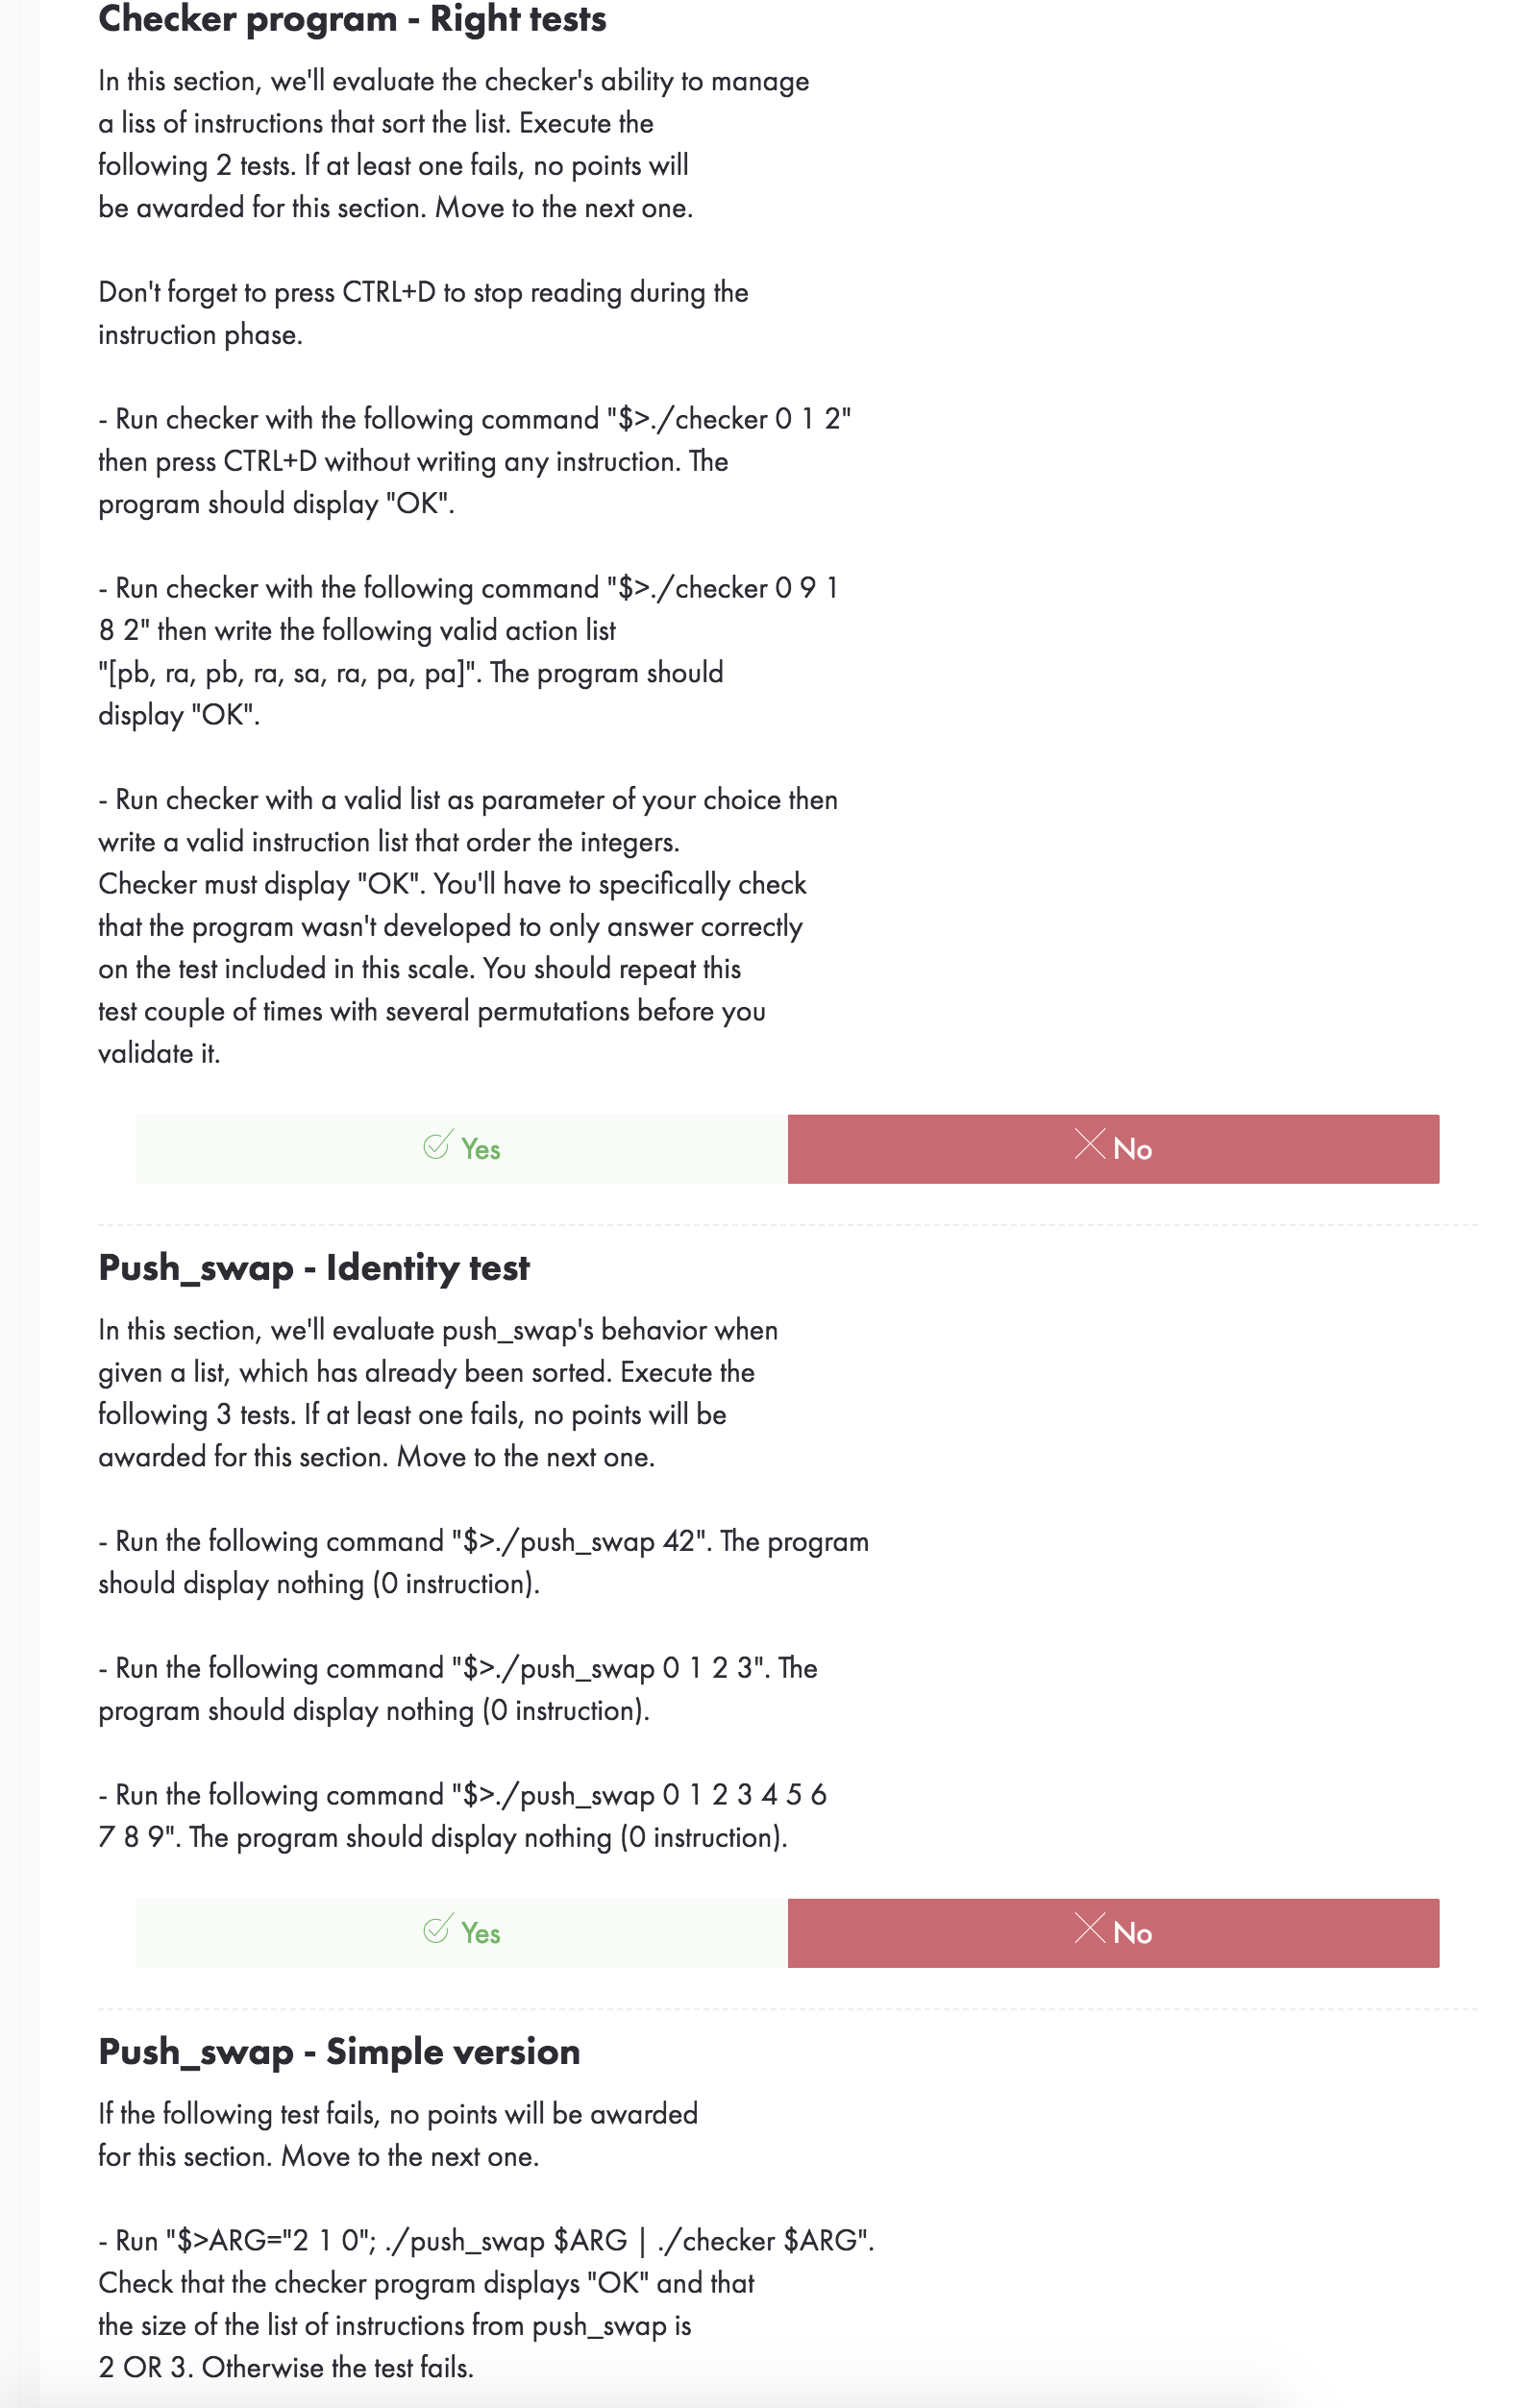 Checker program - Right tests
In this section, we'll evaluate the checker's ability to manage
a liss of instructions that sort the list. Execute the
following 2 tests. If at least one fails, no points will
be awarded for this section. Move to the next one.
Don't forget to press CTRL+D to stop reading during the
instruction phase.
- Run checker with the following command "$>./checker 0 1 2"
then press CTRL+D without writing any instruction. The
program should display "OK".
- Run checker with the following command "$>./checker 0 9 1
8 2" then write the following valid action list
"[pb, ra, pb, ra, sa, ra, pa, pa]". The program should
display "OK".
- Run checker with a valid list as parameter of your choice then
write a valid instruction list that order the integers.
Checker must display "OK". You'll have to specifically check
that the program wasn't developed to only answer correctly
on the test included in this scale. You should repeat this
test couple of times with several permutations before you
validate it.
Yes No
Push_swap - Identity test
In this section, we'll evaluate push_swap's behavior when
given a list, which has already been sorted. Execute the
following 3 tests. If at least one fails, no points will be
awarded for this section. Move to the next one.
- Run the following command "$>./push_swap 42". The program
should display nothing (0 instruction).
- Run the following command "$>./push_swap 0 1 2 3". The
program should display nothing (0 instruction).
- Run the following command "$>./push_swap 0 1 2 3 4 5 6
7 8 9". The program should display nothing (0 instruction).
Yes No
Push_swap - Simple version
If the following test fails, no points will be awarded
for this section. Move to the next one.
- Run "$>ARG="2 1 0"; ./push_swap $ARG | ./checker $ARG".
Check that the checker program displays "OK" and that
the size of the list of instructions from push_swap is
2 OR 3. Otherwise the test fails.